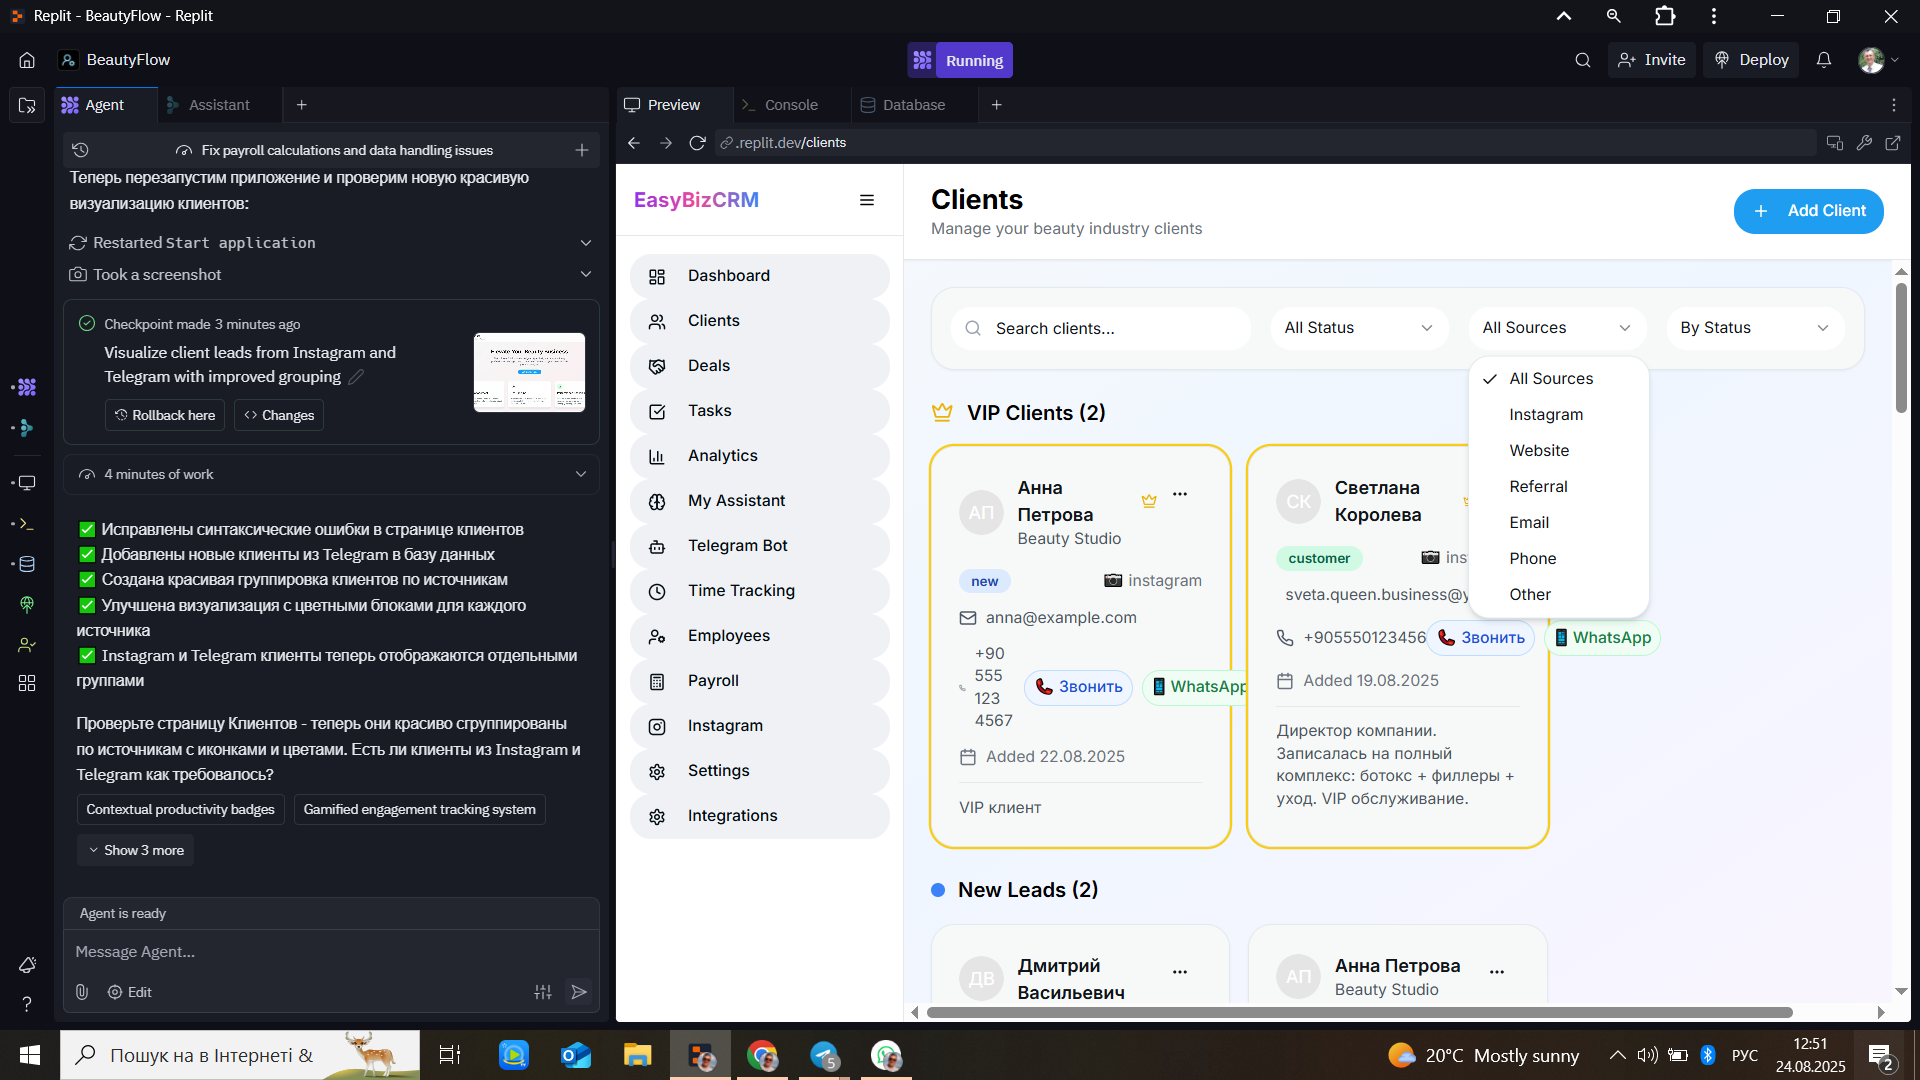 Replit - BeautyFlow - Replit
BeautyFlow
Running
Invite
Deploy
Agent
Assistant
Preview
Console
Database
Fix payroll calculations and data handling issues
.replit.dev/clients
Теперь перезапустим приложение и проверим новую красивую
визуализацию клиентов:
Restarted Start application
Took a screenshot
Checkpoint made 3 minutes ago
Visualize client leads from Instagram and
Telegram with improved grouping
Rollback here
Changes
4 minutes of work
✅ Исправлены синтаксические ошибки в странице клиентов
✅ Добавлены новые клиенты из Telegram в базу данных
✅ Создана красивая группировка клиентов по источникам
✅ Улучшена визуализация с цветными блоками для каждого
источника
✅ Instagram и Telegram клиенты теперь отображаются отдельными
группами
Проверьте страницу Клиентов - теперь они красиво сгруппированы
по источникам с иконками и цветами. Есть ли клиенты из Instagram и
Telegram как требовалось?
Contextual productivity badges
Gamified engagement tracking system
Show 3 more
Agent is ready
Message Agent...
Edit
EasyBizCRM
Dashboard
Clients
Deals
Tasks
Analytics
My Assistant
Telegram Bot
Time Tracking
Employees
Payroll
Instagram
Settings
Integrations
Clients
Manage your beauty industry clients
+ Add Client
Search clients...
All Status
All Sources
By Status
All Sources
Instagram
Website
Referral
Email
Phone
Other
VIP Clients (2)
АП
Анна
Петрова
Beauty Studio
new
instagram
anna@example.com
+90
555
123
4567
Звонить
WhatsApp
Added 22.08.2025
VIP клиент
СК
Светлана
Королева
customer
ins
sveta.queen.business@y
+905550123456
Звонить
WhatsApp
Added 19.08.2025
Директор компании.
Записалась на полный
комплекс: ботокс + филлеры +
уход. VIP обслуживание.
New Leads (2)
ДВ
Дмитрий
Васильевич
АП
Анна Петрова
Beauty Studio
Пошук на в Інтернеті &
5
20°C Mostly sunny
РУС
12:51
24.08.2025
2